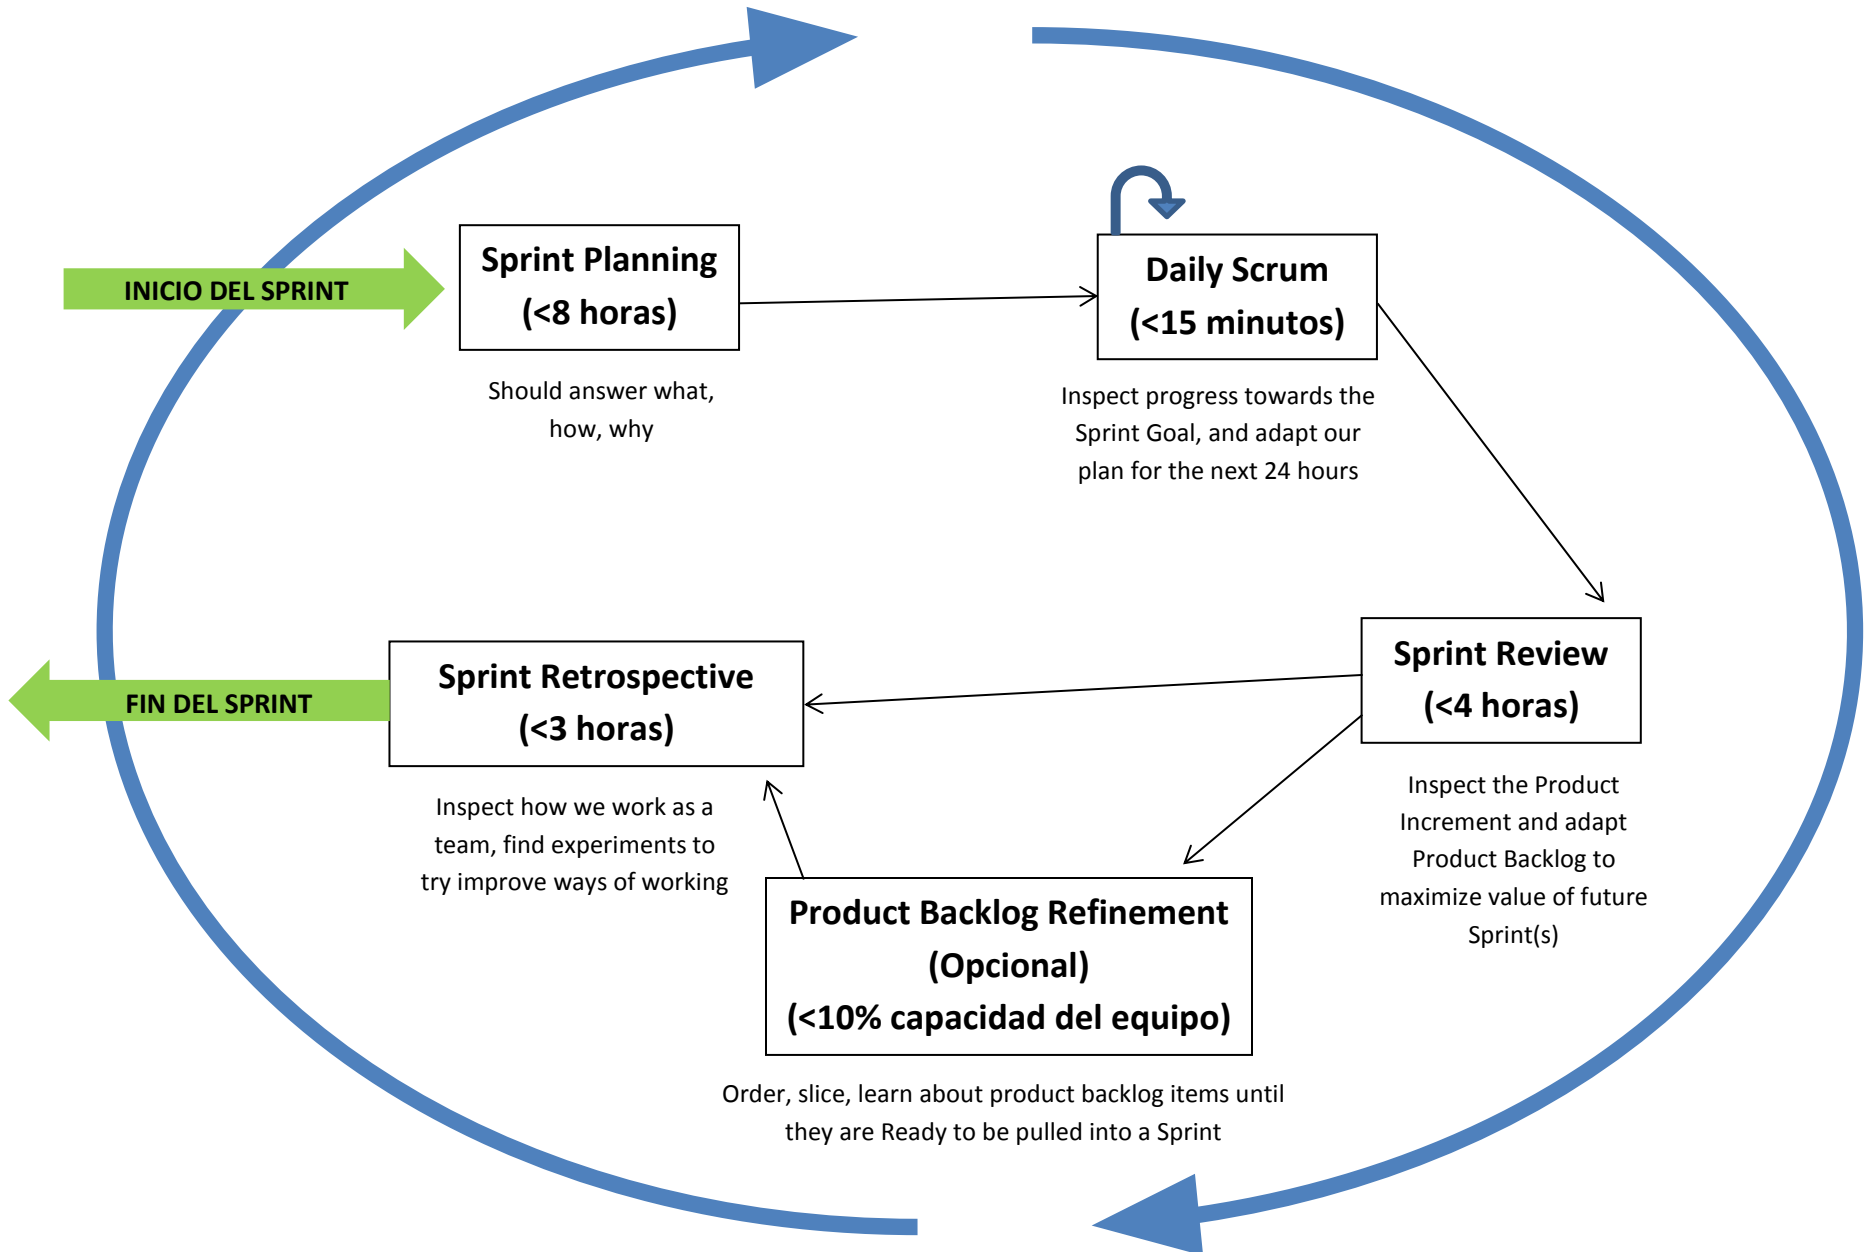 INICIO DEL SPRINT
Sprint Planning
(<8 horas)
Should answer what,
how, why
Daily Scrum
(<15 minutos)
Inspect progress towards the
Sprint Goal, and adapt our
plan for the next 24 hours
Sprint Review
(<4 horas)
Inspect the Product
Increment and adapt
Product Backlog to
maximize value of future
Sprint(s)
FIN DEL SPRINT
Sprint Retrospective
(<3 horas)
Inspect how we work as a
team, find experiments to
try improve ways of working
Product Backlog Refinement
(Opcional)
(<10% capacidad del equipo)
Order, slice, learn about product backlog items until
they are Ready to be pulled into a Sprint